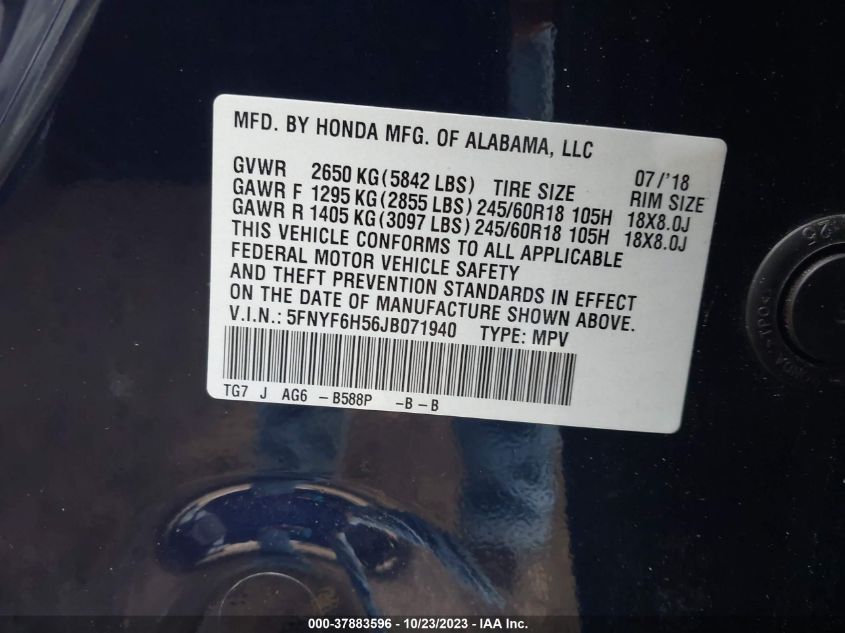 MFD. BY HONDA MFG. OF ALABAMA, LLC
GVWR 2650 KG(5842 LBS) TIRE SIZE 07/'18 RIM SIZE
GAWR F 1295 KG(2855 LBS) 245/60R18 105H 18X8.0J
GAWR R 1405 KG(3097 LBS) 245/60R18 105H 18X8.0J
THIS VEHICLE CONFORMS TO ALL APPLICABLE
FEDERAL MOTOR VEHICLE SAFETY
AND THEFT PREVENTION STANDARDS IN EFFECT
ON THE DATE OF MANUFACTURE SHOWN ABOVE.
V.I.N.: 5FNYF6H56JB071940 TYPE: MPV
TG7 J AG6 -B588P -B-B
000-37883596 - 10/23/2023 - IAA Inc.